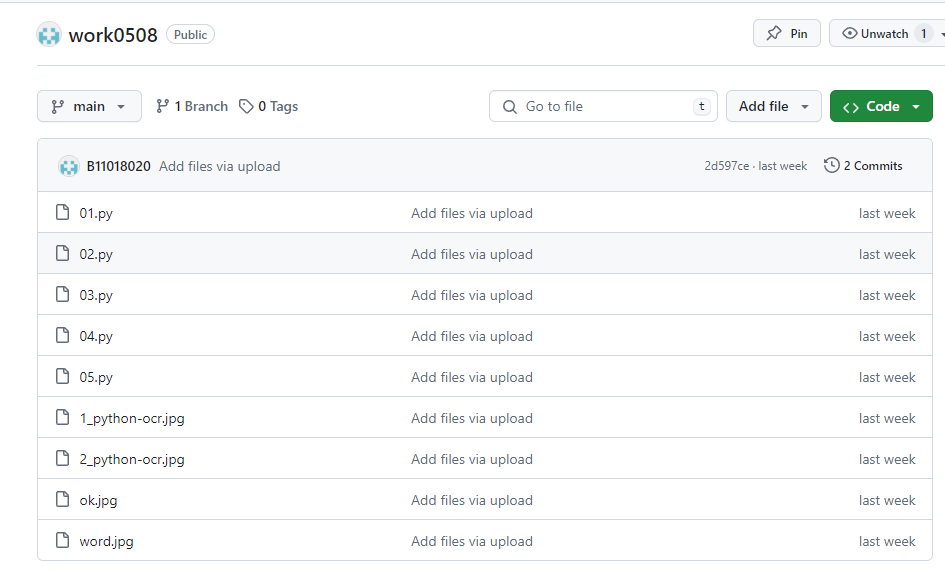 work0508 Public Pin Unwatch 1
main 1 Branch 0 Tags Go to file t Add file Code
B11018020 Add files via upload 2d597ce · last week 2 Commits
01.py Add files via upload last week
02.py Add files via upload last week
03.py Add files via upload last week
04.py Add files via upload last week
05.py Add files via upload last week
1_python-ocr.jpg Add files via upload last week
2_python-ocr.jpg Add files via upload last week
ok.jpg Add files via upload last week
word.jpg Add files via upload last week